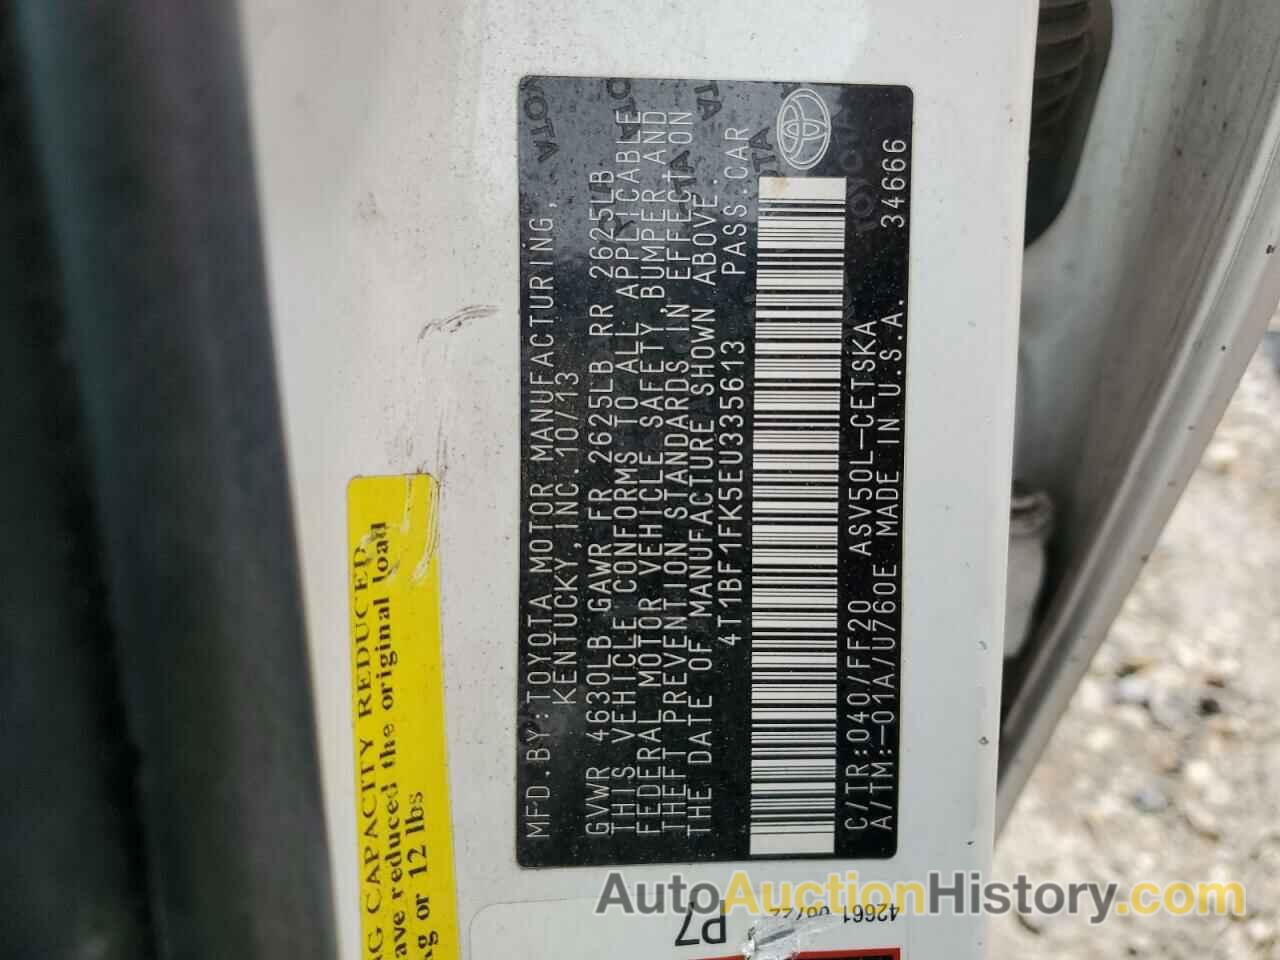 MFD.BY:TOYOTA MOTOR MANUFACTURING,
KENTUCKY,INC.10/13
GVWR 4630LB GAWR FR 2625LB RR 2625LB
THIS VEHICLE CONFORMS TO ALL APPLICABLE
FEDERAL MOTOR VEHICLE SAFETY, BUMPER AND
THEFT PREVENTION STANDARDS IN EFFECT ON
THE DATE OF MANUFACTURE SHOWN ABOVE.
4T1BF1FK5EU335613 PASS.CAR
C/TR:040/FF20 ASV50L-CETSKA
A/TM:-01A/U760E MADE IN U.S.A. 34666
CAPACITY REDUCED
reduced the original load
or 12 lbs
P7
42661
AutoAuctionHistory.com